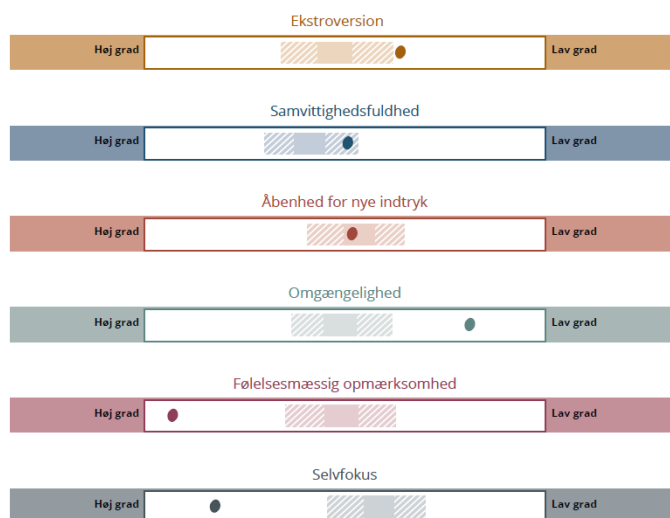 Ekstroversion
Høj grad Lav grad
Samvittighedsfuldhed
Høj grad Lav grad
Åbenhed for nye indtryk
Høj grad Lav grad
Omgængelighed
Høj grad Lav grad
Følelsesmæssig opmærksomhed
Høj grad Lav grad
Selvfokus
Høj grad Lav grad